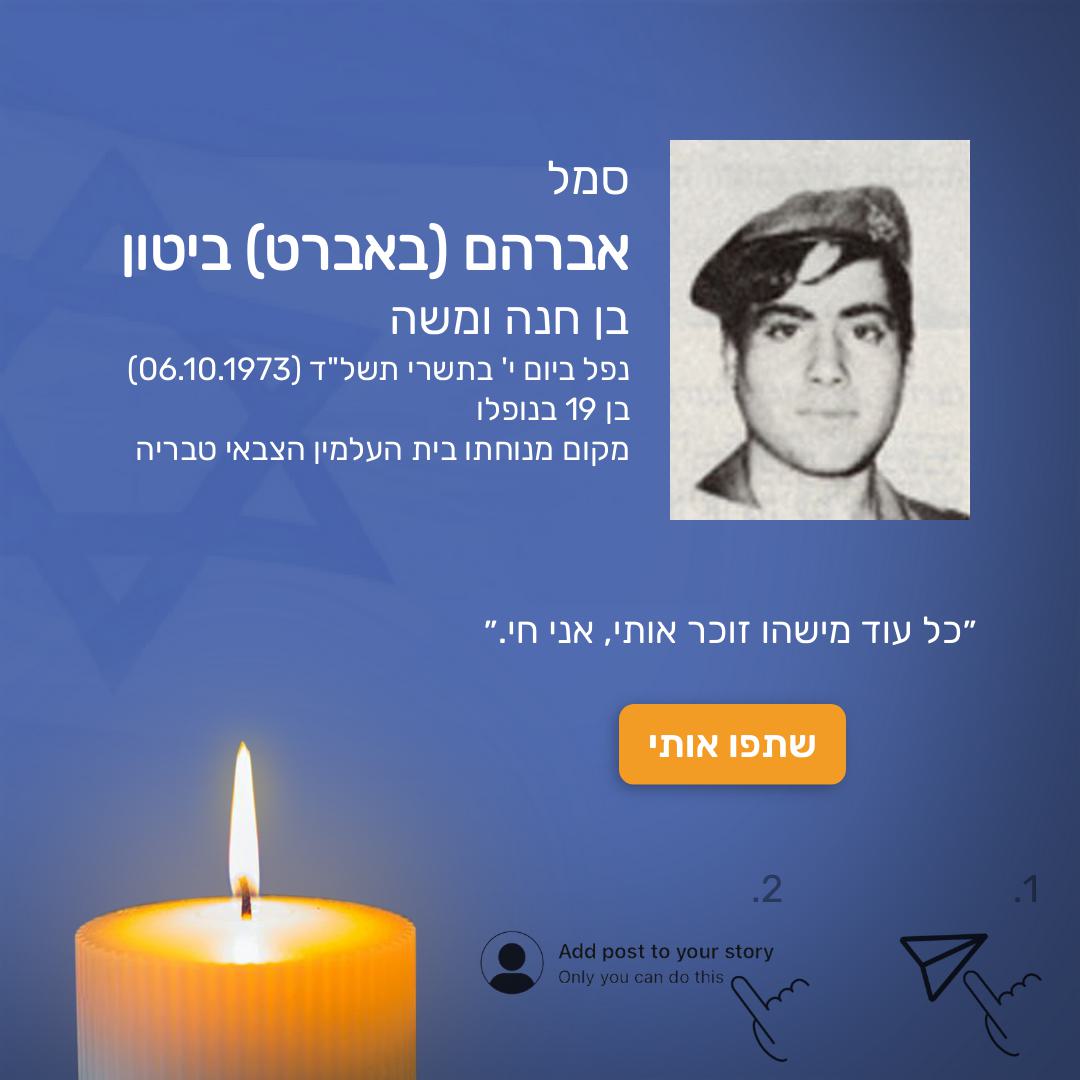 סמל
אברהם (באברט) ביטון
בן חנה ומשה
נפל ביום י' בתשרי תשל"ד (06.10.1973)
בן 19 בנופלו
מקום מנוחתו בית העלמין הצבאי טבריה
״כל עוד מישהו זוכר אותי, אני חי.״
שתפו אותי
.1
.2
Add post to your story
Only you can do this